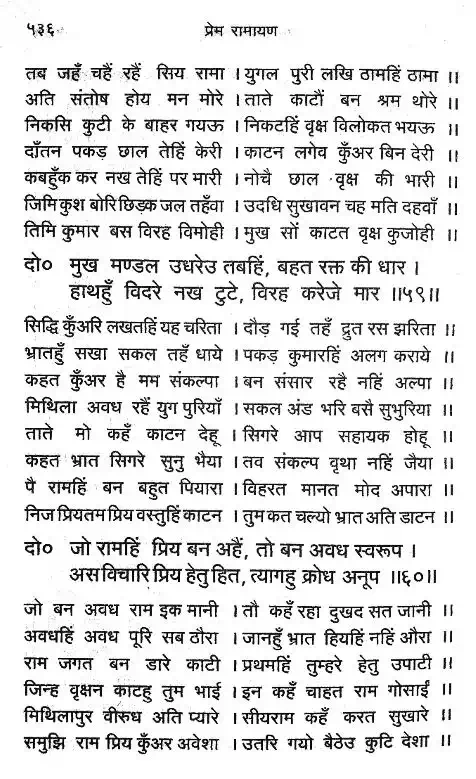 ५३६ प्रेम रामायण
तब जहँ चहैं रहैं सिय रामा । युगल पुरी लखि ठामहिं ठामा ॥
अति संतोष होय मन मोरे । ताते काटौं बन श्रम थोरे ॥
निकसि कुटी के बाहर गयऊ । निकटहिं वृक्ष विलोकत भयऊ ॥
दाँतन पकड़ छाल तेहिं केरी । काटन लगेव कुँअर बिन देरी ॥
कबहुँक कर नख तेहिं पर मारी । नोचै छाल वृक्ष की भारी ॥
जिमि कुश बोरि छिड़क जल तहँवा । उदधि सुखावन चह मति दहवाँ ॥
तिमि कुमार बस विरह विमोही । मुख सों काटत वृक्ष कुजोही ॥
दो० मुख मण्डल उधरेउ तबहिं, बहत रक्त की धार ।
हाथहुँ विदरे नख टुटे, विरह करेजे मार ॥५९॥
सिद्धि कुँअरि लखतहिं यह चरिता । दौड़ गई तहँ द्रुत रस झरिता ॥
भ्रातहुँ सखा सकल तहँ धाये । पकड़ कुमारहिं अलग कराये ॥
कहत कुँअर है मम संकल्पा । बन संसार रहै नहिं अल्पा ॥
मिथिला अवध रहैं युग पुरियाँ । सकल अंड भरि बसै सुभुरिया ॥
ताते मो कहँ काटन देहू । सिगरे आप सहायक होहू ॥
कहत भ्रात सिगरे सुनु भैया । तव संकल्प वृथा नहिं जैया ॥
पै रामहिं बन बहुत पियारा । विहरत मानत मोद अपारा ॥
निज प्रियतम प्रिय वस्तुहिं काटन । तुम कत चल्यो भ्रात अति डाटन ॥
दो० जो रामहिं प्रिय बन अहैं, तो बन अवध स्वरूप ।
अस विचारि प्रिय हेतु हित, त्यागहु क्रोध अनूप ॥६०॥
जो बन अवध राम इक मानी । तौ कहँ रहा दुखद सत जानी ॥
अवधहिं अवध पूरि सब ठौरा । जानहुँ भ्रात हियहिं नहिं औरा ॥
राम जगत बन डारे काटी । प्रथमहिं तुम्हरे हेतु उपाटी ॥
जिन्ह वृक्षन काटहु तुम भाई । इन कहँ चाहत राम गोसाईं ॥
मिथिलापुर वीरुध अति प्यारे । सीयराम कहँ करत सुखारे ॥
समुझि राम प्रिय कुँअर अवेशा । उतरि गयो बैठेउ कुटि देशा ॥